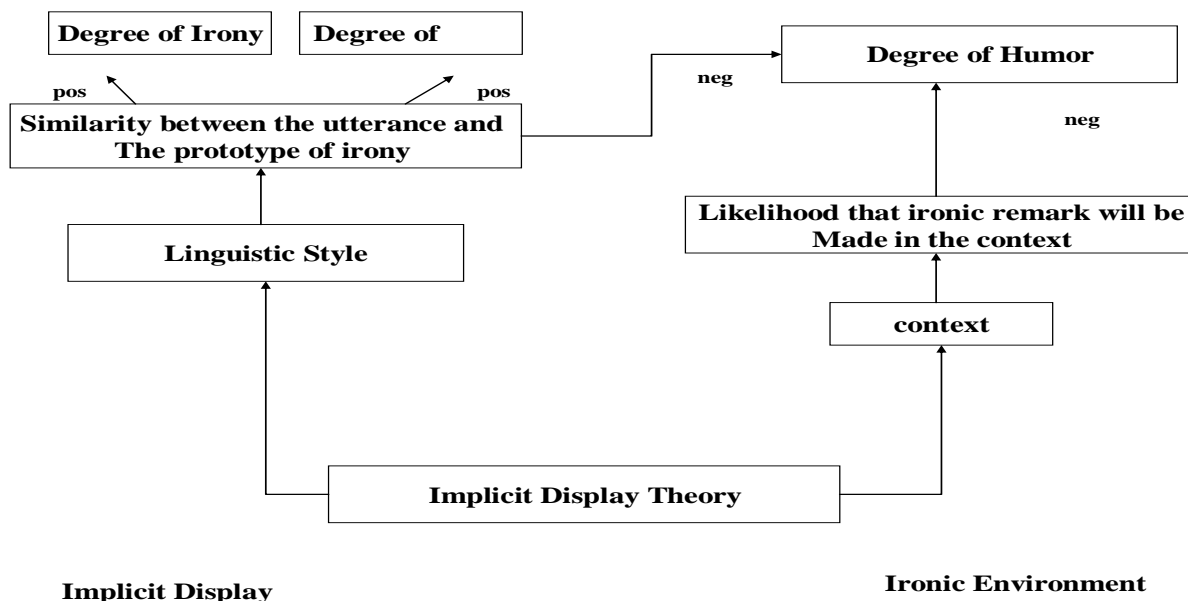 Degree of Irony
Degree of
Degree of Humor
pos
pos
neg
neg
Similarity between the utterance and
The prototype of irony
Likelihood that ironic remark will be
Made in the context
Linguistic Style
context
Implicit Display Theory
Implicit Display
Ironic Environment